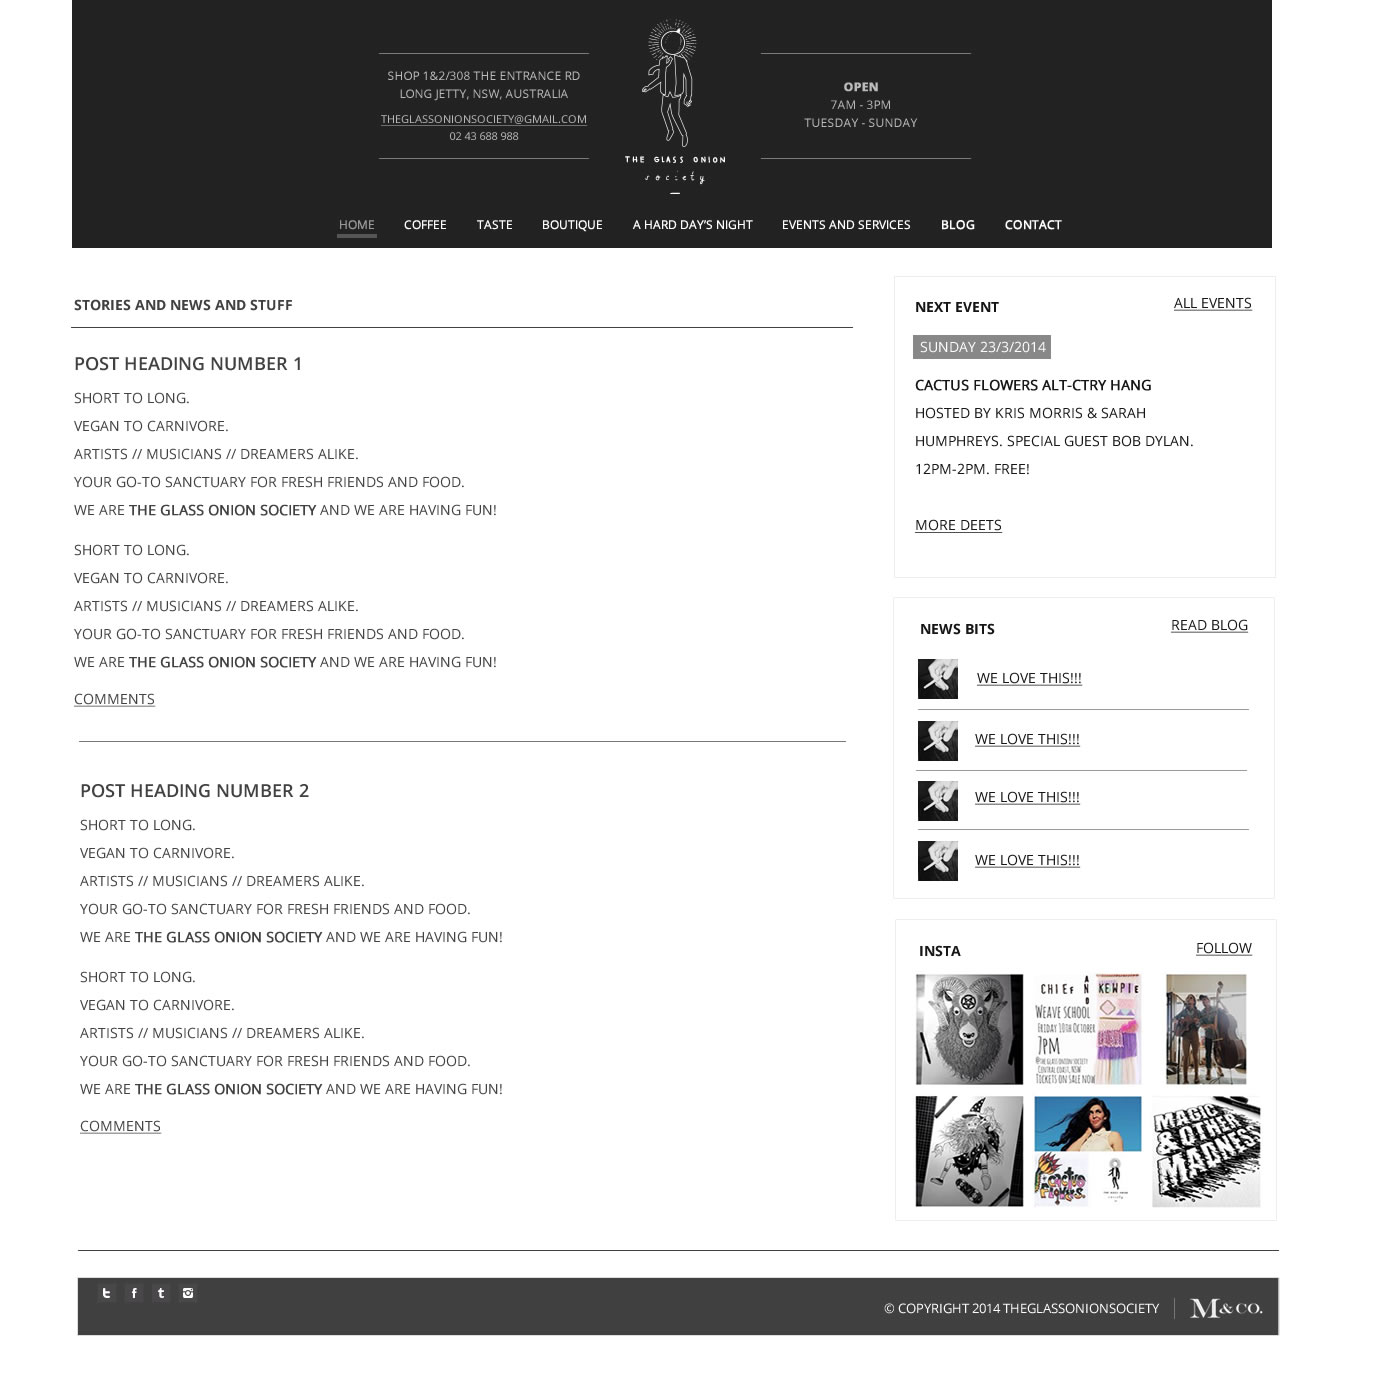 SHOP 1&2/308 THE ENTRANCE RD
LONG JETTY, NSW, AUSTRALIA
THEGLASSONIONSOCIETY@GMAIL.COM
02 43 688 988
THE GLASS ONION
society
OPEN
7AM - 3PM
TUESDAY - SUNDAY
HOME COFFEE TASTE BOUTIQUE A HARD DAY'S NIGHT EVENTS AND SERVICES BLOG CONTACT
STORIES AND NEWS AND STUFF
POST HEADING NUMBER 1
SHORT TO LONG.
VEGAN TO CARNIVORE.
ARTISTS // MUSICIANS // DREAMERS ALIKE.
YOUR GO-TO SANCTUARY FOR FRESH FRIENDS AND FOOD.
WE ARE THE GLASS ONION SOCIETY AND WE ARE HAVING FUN!
SHORT TO LONG.
VEGAN TO CARNIVORE.
ARTISTS // MUSICIANS // DREAMERS ALIKE.
YOUR GO-TO SANCTUARY FOR FRESH FRIENDS AND FOOD.
WE ARE THE GLASS ONION SOCIETY AND WE ARE HAVING FUN!
COMMENTS
POST HEADING NUMBER 2
SHORT TO LONG.
VEGAN TO CARNIVORE.
ARTISTS // MUSICIANS // DREAMERS ALIKE.
YOUR GO-TO SANCTUARY FOR FRESH FRIENDS AND FOOD.
WE ARE THE GLASS ONION SOCIETY AND WE ARE HAVING FUN!
SHORT TO LONG.
VEGAN TO CARNIVORE.
ARTISTS // MUSICIANS // DREAMERS ALIKE.
YOUR GO-TO SANCTUARY FOR FRESH FRIENDS AND FOOD.
WE ARE THE GLASS ONION SOCIETY AND WE ARE HAVING FUN!
COMMENTS
NEXT EVENT
ALL EVENTS
SUNDAY 23/3/2014
CACTUS FLOWERS ALT-CTRY HANG
HOSTED BY KRIS MORRIS & SARAH
HUMPHREYS. SPECIAL GUEST BOB DYLAN.
12PM-2PM. FREE!
MORE DEETS
NEWS BITS
READ BLOG
WE LOVE THIS!!!
WE LOVE THIS!!!
WE LOVE THIS!!!
WE LOVE THIS!!!
INSTA
FOLLOW
CHIEF AND KEWPIE
WEAVE SCHOOL
FRIDAY 10TH OCTOBER
7PM
@THE GLASS ONION SOCIETY
CENTRAL COAST, NSW
TICKETS ON SALE NOW
CACTUS
FLOWERS
MAGIC
& OTHER
MADNESS
© COPYRIGHT 2014 THEGLASSONIONSOCIETY
M & CO.